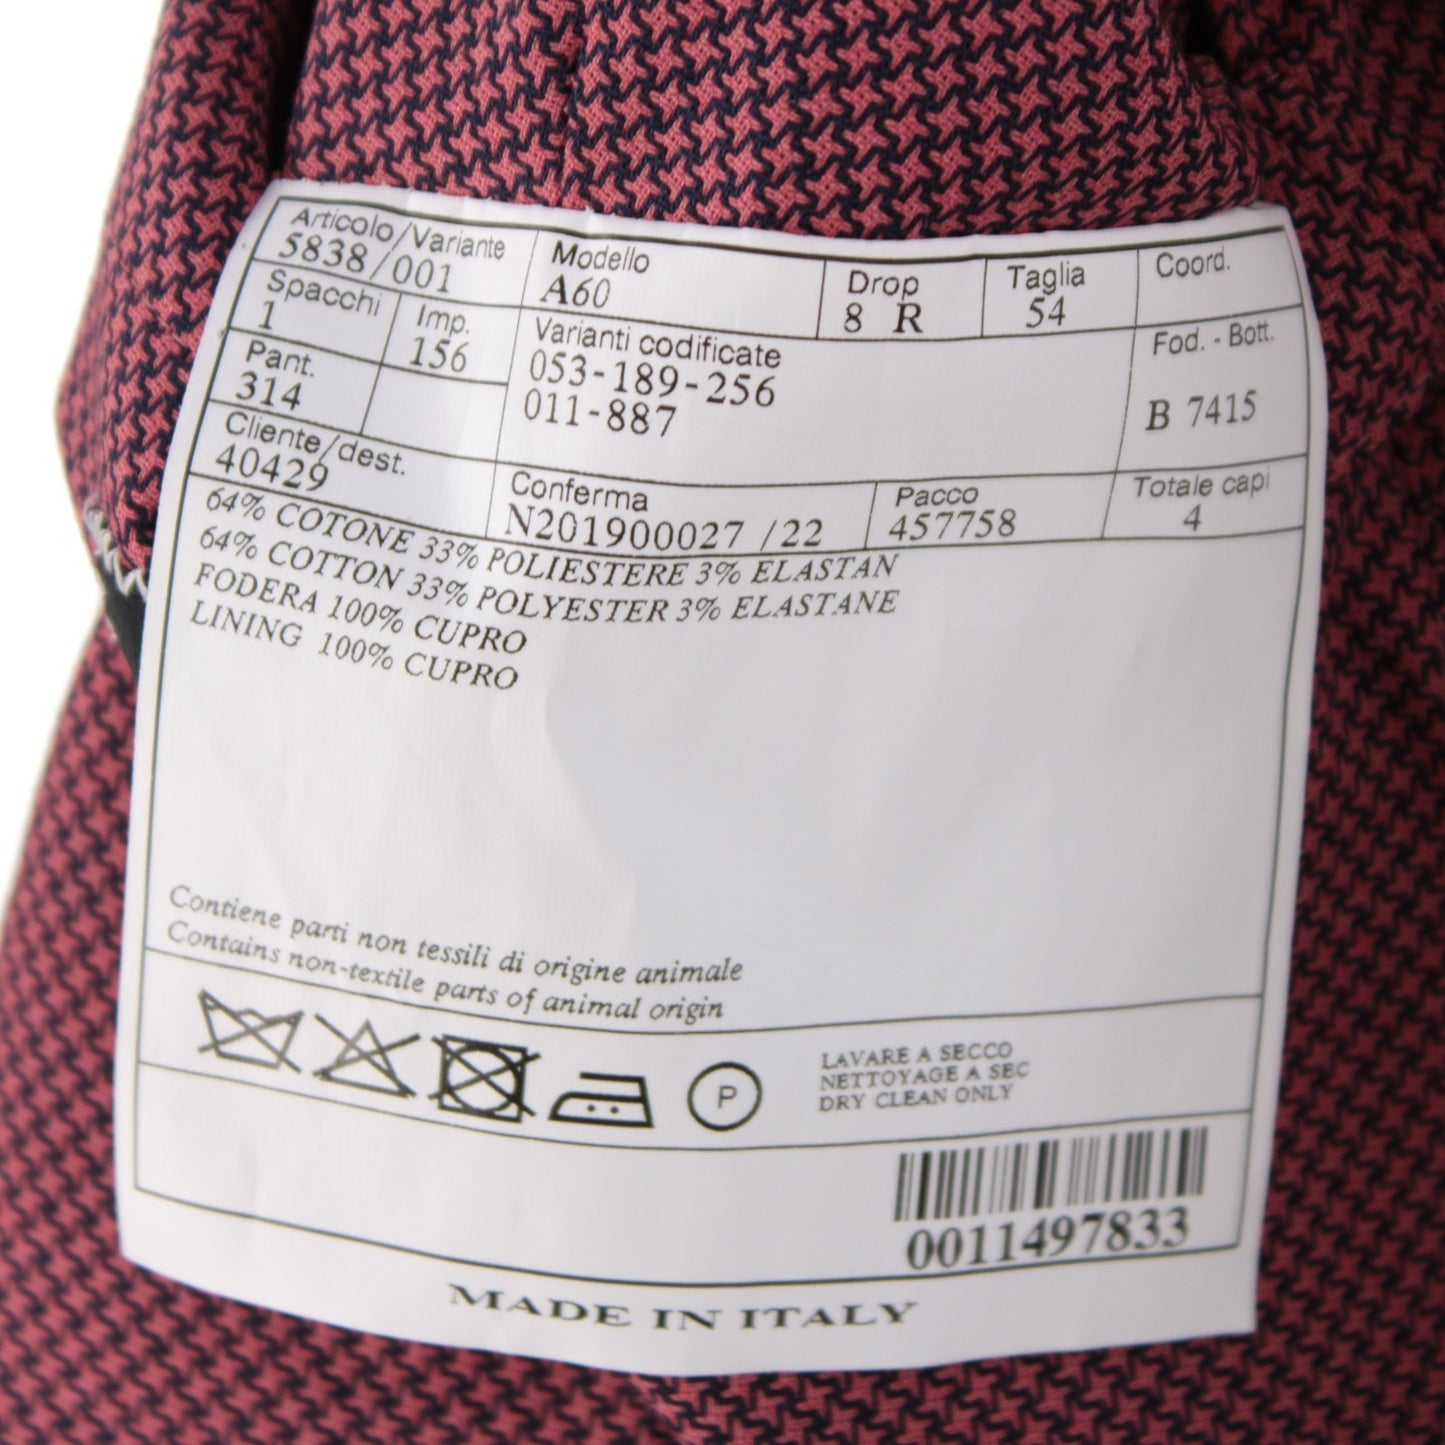 Articolo/Variante
5838/001
Modello
A60
Drop
8 R
Taglia
54
Coord.
Spacchi
1
Imp.
156
Varianti codificate
053-189-256
011-887
Fod. - Bott.
B 7415
Pant.
314
Cliente/dest.
40429
Conferma
N201900027 /22
Pacco
457758
Totale capi
4
64% COTONE 33% POLIESTERE 3% ELASTAN
64% COTTON 33% POLYESTER 3% ELASTANE
FODERA 100% CUPRO
LINING 100% CUPRO
Contiene parti non tessili di origine animale
Contains non-textile parts of animal origin
P
LAVARE A SECCO
NETTOYAGE A SEC
DRY CLEAN ONLY
0011497833
MADE IN ITALY